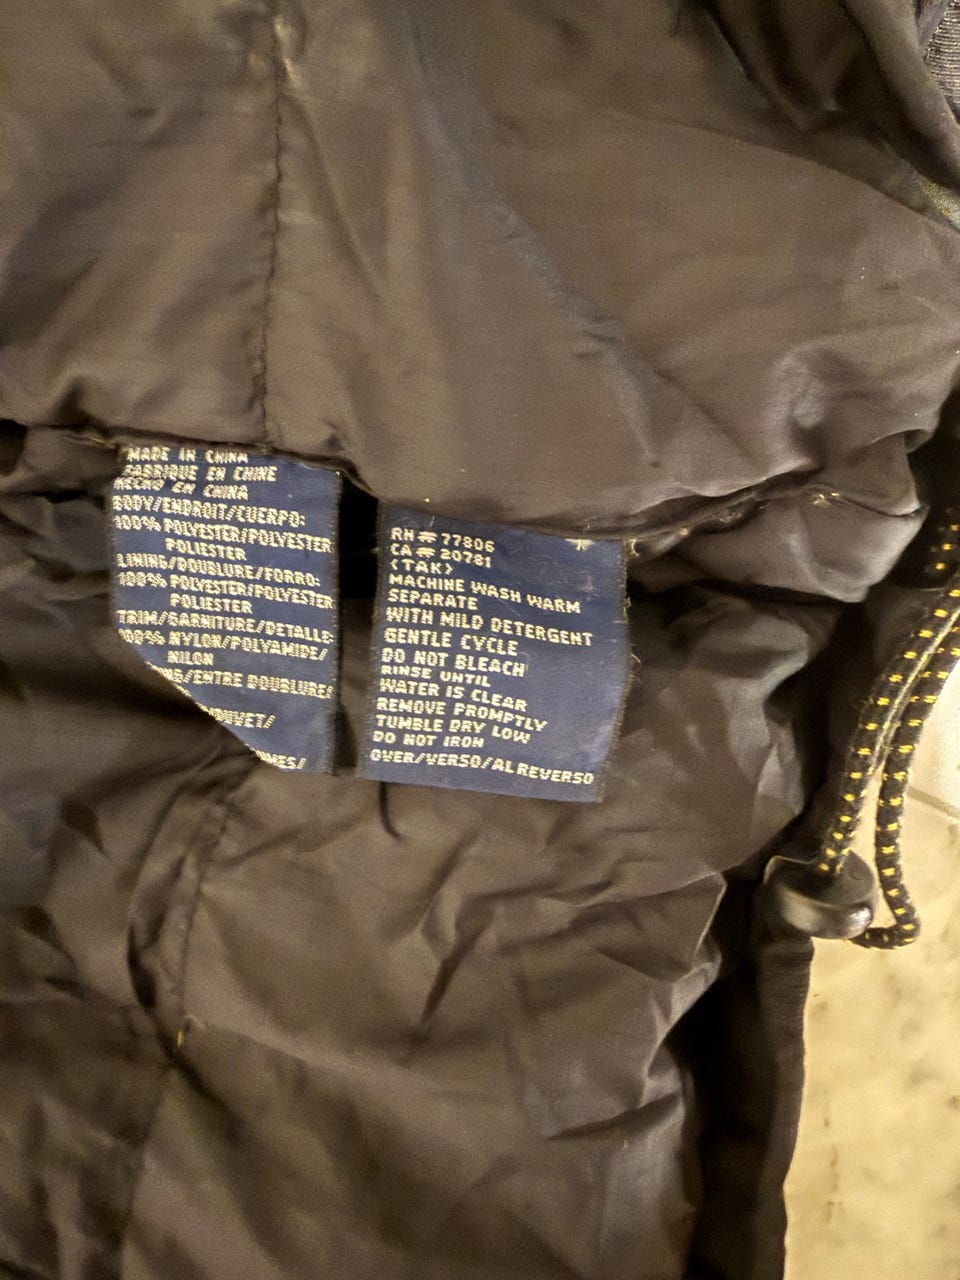 MADE IN CHINA
FABRIQUE EN CHINE
HECHO EN CHINA
BODY/ENDROIT/CUERPO:
100% POLYESTER/POLYESTER
POLIESTER
LINING/DOUBLURE/FORRO:
100% POLYESTER/POLYESTER
POLIESTER
TRIM/GARNITURE/DETALLE:
100% NYLON/POLYAMIDE/
NILON
/ENTRE DOUBLURE/
RN# 77806
CA# 20781
(TAK)
MACHINE WASH WARM
SEPARATE
WITH MILD DETERGENT
GENTLE CYCLE
DO NOT BLEACH
RINSE UNTIL
WATER IS CLEAR
REMOVE PROMPTLY
TUMBLE DRY LOW
DO NOT IRON
OVER/VERSO/AL REVERSO